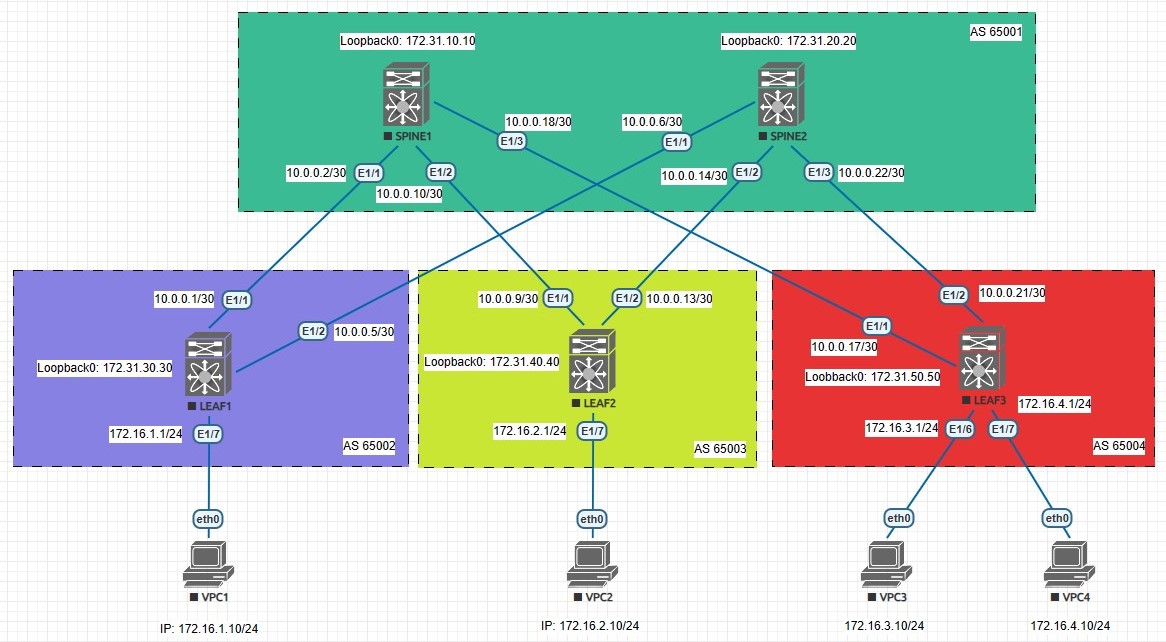 Loopback0: 172.31.10.10
Loopback0: 172.31.20.20
AS 65001
SPINE1
SPINE2
10.0.0.18/30
E1/3
10.0.0.6/30
E1/1
10.0.0.2/30
E1/1
E1/2
10.0.0.10/30
10.0.0.14/30
E1/2
E1/3
10.0.0.22/30
10.0.0.1/30
E1/1
E1/2
10.0.0.5/30
Loopback0: 172.31.30.30
LEAF1
172.16.1.1/24
E1/7
AS 65002
10.0.0.9/30
E1/1
E1/2
10.0.0.13/30
Loopback0: 172.31.40.40
LEAF2
172.16.2.1/24
E1/7
AS 65003
E1/2
10.0.0.21/30
E1/1
10.0.0.17/30
Loobback0: 172.31.50.50
LEAF3
172.16.4.1/24
172.16.3.1/24
E1/6
E1/7
AS 65004
eth0
eth0
eth0
eth0
VPC1
VPC2
VPC3
VPC4
IP: 172.16.1.10/24
IP: 172.16.2.10/24
172.16.3.10/24
172.16.4.10/24